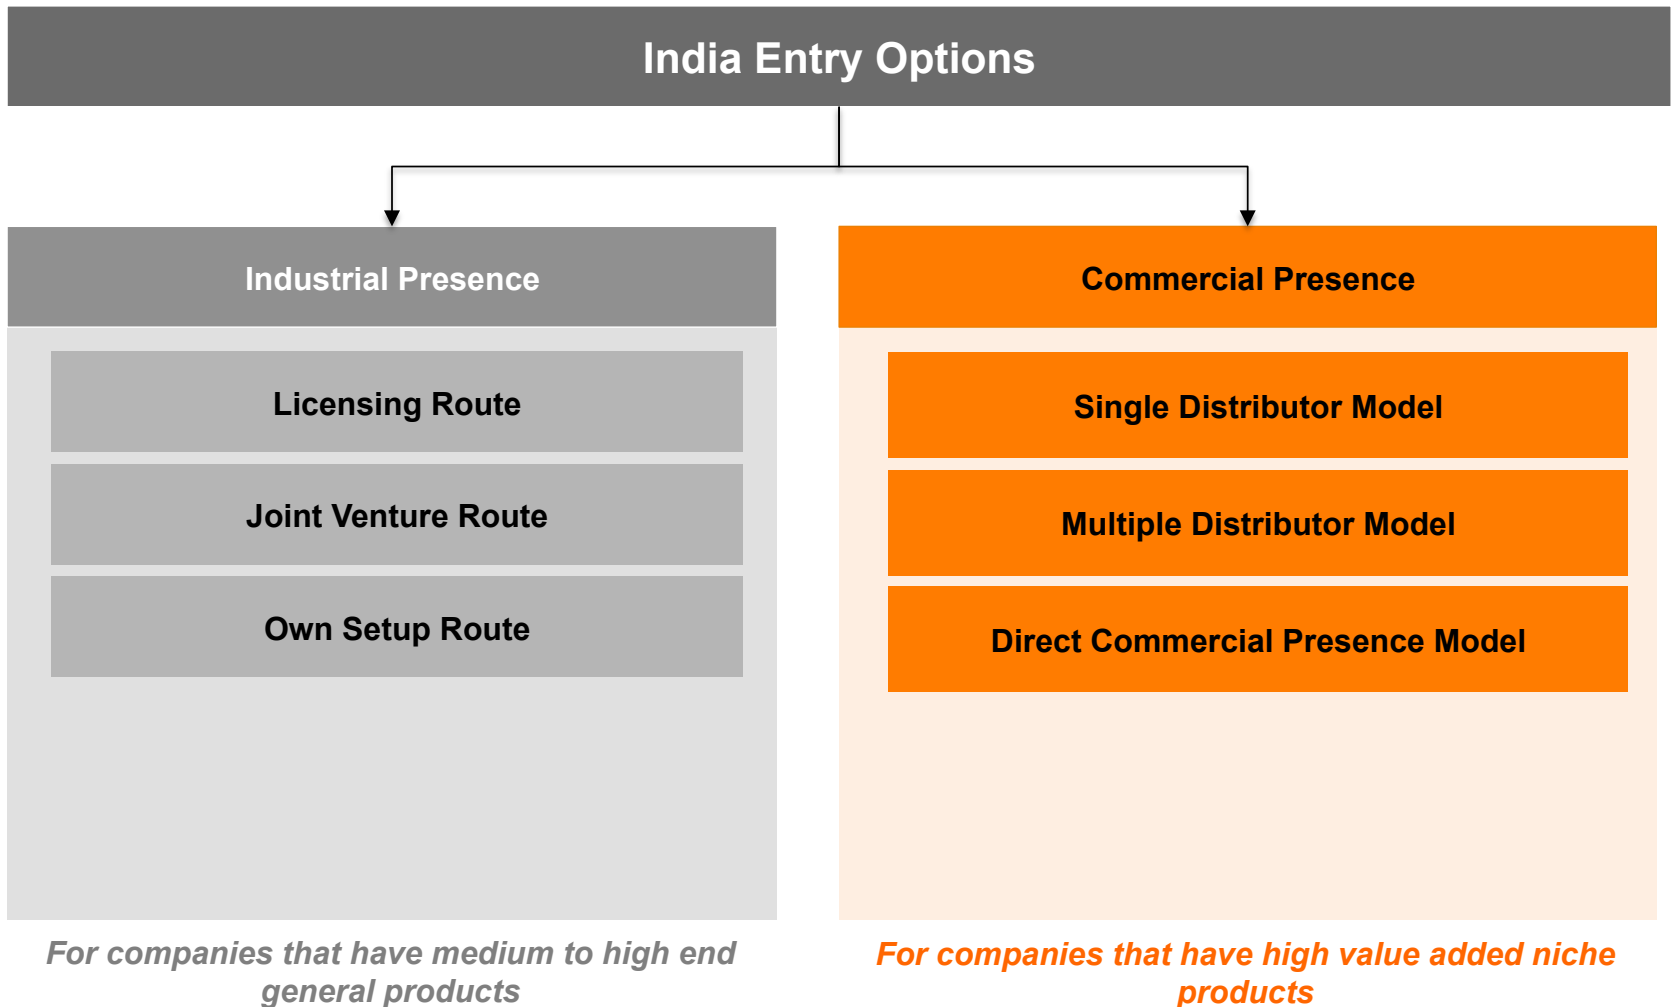 India Entry Options
Industrial Presence
Licensing Route
Joint Venture Route
Own Setup Route
For companies that have medium to high end
general products
Commercial Presence
Single Distributor Model
Multiple Distributor Model
Direct Commercial Presence Model
For companies that have high value added niche
products